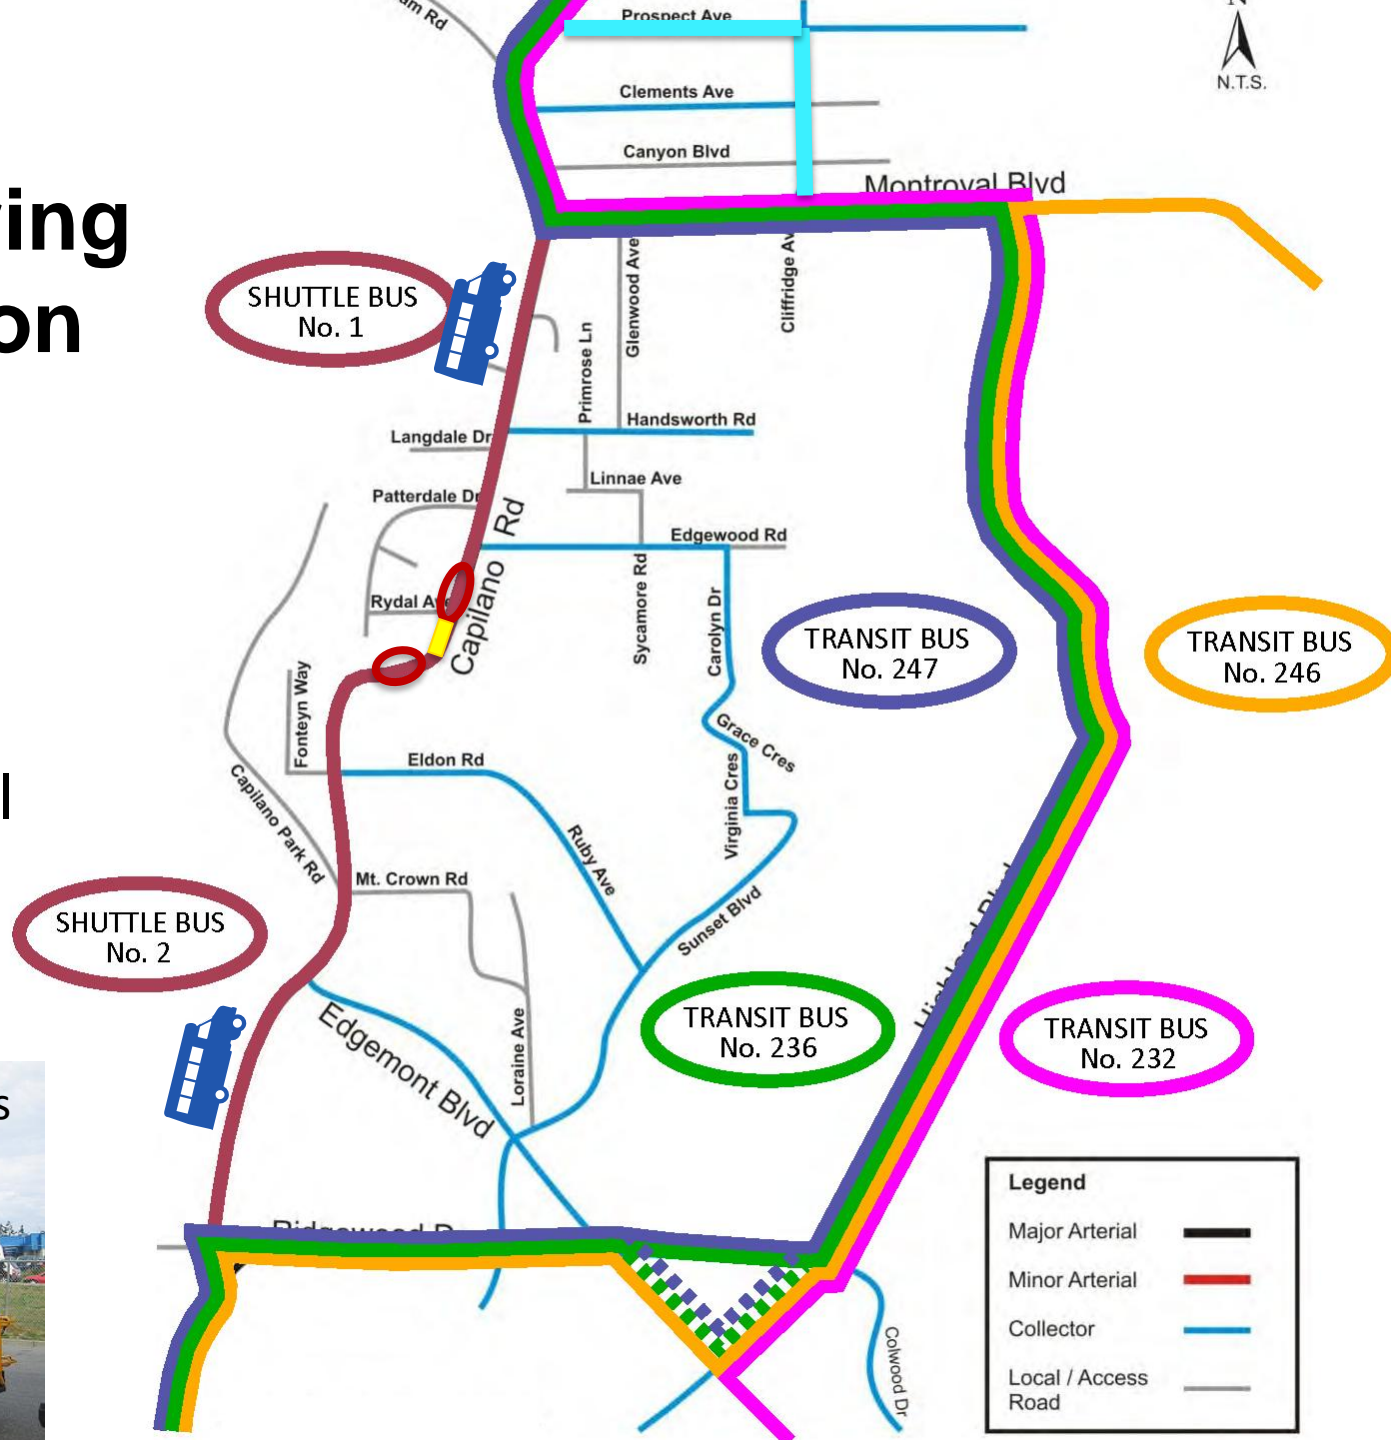 Prospect Ave
N
N.T.S.
Clements Ave
Canyon Blvd
Montroyal Blvd
SHUTTLE BUS
No. 1
Glenwood Ave
Cliffridge Av
Primrose Ln
Handsworth Rd
Langdale Dr
Linnae Ave
Patterdale Dr
Capilano Rd
Edgewood Rd
Sycamore Rd
Carolyn Dr
Rydal Ave
TRANSIT BUS
No. 247
TRANSIT BUS
No. 246
Fonteyn Way
Grace Cres
Eldon Rd
Virginia Cres
Capilano Park Rd
Ruby Ave
Mt. Crown Rd
Sunset Blvd
SHUTTLE BUS
No. 2
Highland Blvd
TRANSIT BUS
No. 236
TRANSIT BUS
No. 232
Edgemont Blvd
Loraine Ave
Ridgewood D
Colwood Dr
Legend
Major Arterial
Minor Arterial
Collector
Local / Access
Road